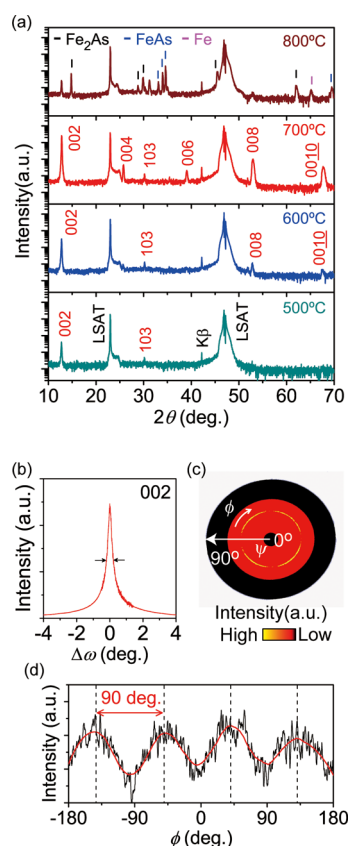 (a)
Fe₂As FeAs Fe
800ºC
700ºC
002 004 103 006 008 0010
600ºC
002 103 008 0010
500ºC
002 LSAT 103 Kβ LSAT
Intensity(a.u.)
10 20 30 40 50 60 70
2θ (deg.)
(b)
002
Intensity (a.u.)
-4 -2 0 2 4
Δω (deg.)
(c)
ϕ
ψ 0º
90º
Intensity(a.u.)
High Low
(d)
90 deg.
Intensity (a.u.)
-180 -90 0 90 180
ϕ (deg.)